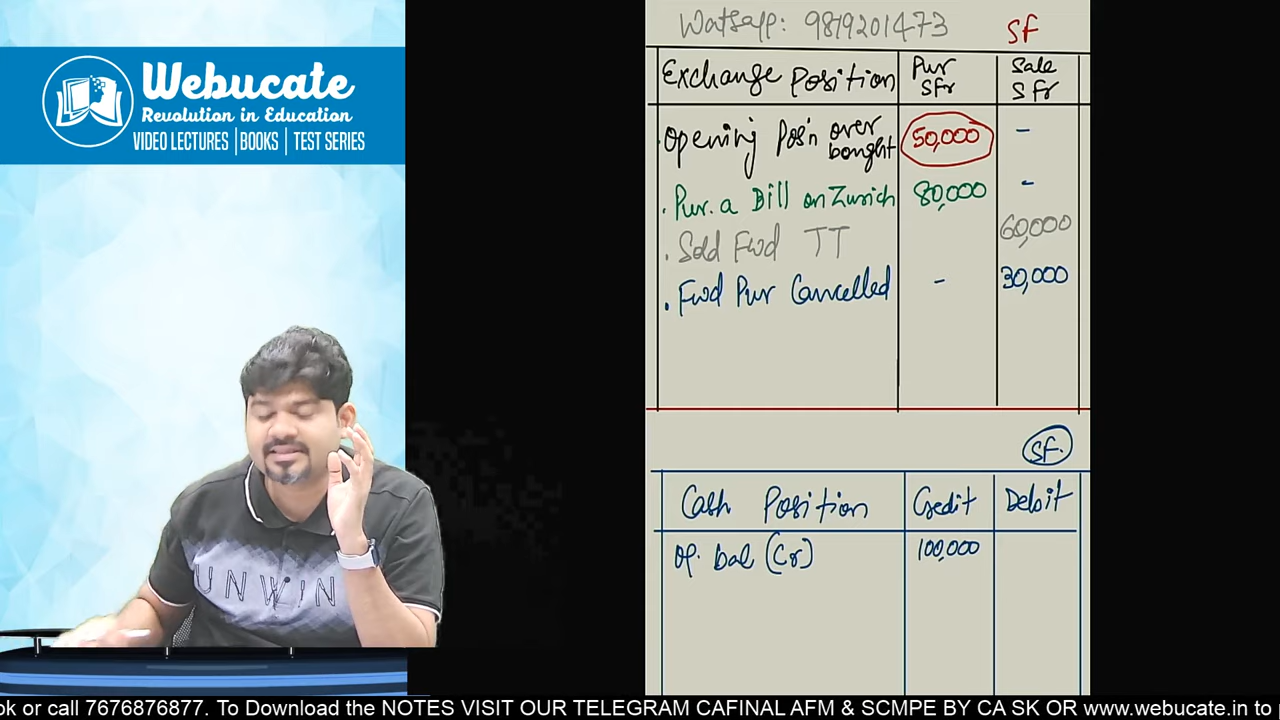 Webucate
Revolution in Education
VIDEO LECTURES | BOOKS | TEST SERIES
Watsapp: 9819201473
SF
Exchange Position
Pur SFr
Sale SFr
Opening Pos'n over bought
50,000
-
. Pur. a Bill on Zurich
80,000
-
. Sold Fwd TT
60,000
. Fwd Pur Cancelled
-
30,000
SF.
Cash Position
Credit
Debit
Op. bal (Cr)
100,000
UNWIN
ok or call 7676876877. To Download the NOTES VISIT OUR TELEGRAM CAFINAL AFM & SCMPE BY CA SK OR www.webucate.in to